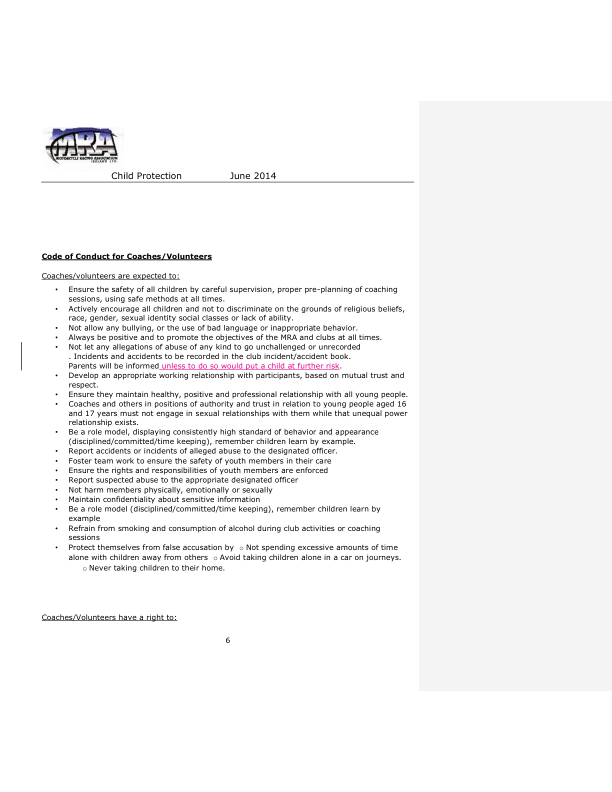 MRA
MOTORCYCLE RACING ASSOCIATION
IRELAND LTD.
Child Protection June 2014
Code of Conduct for Coaches/Volunteers
Coaches/volunteers are expected to:
• Ensure the safety of all children by careful supervision, proper pre-planning of coaching
sessions, using safe methods at all times.
• Actively encourage all children and not to discriminate on the grounds of religious beliefs,
race, gender, sexual identity social classes or lack of ability.
• Not allow any bullying, or the use of bad language or inappropriate behavior.
• Always be positive and to promote the objectives of the MRA and clubs at all times.
• Not let any allegations of abuse of any kind to go unchallenged or unrecorded
. Incidents and accidents to be recorded in the club incident/accident book.
Parents will be informed unless to do so would put a child at further risk.
• Develop an appropriate working relationship with participants, based on mutual trust and
respect.
• Ensure they maintain healthy, positive and professional relationship with all young people.
• Coaches and others in positions of authority and trust in relation to young people aged 16
and 17 years must not engage in sexual relationships with them while that unequal power
relationship exists.
• Be a role model, displaying consistently high standard of behavior and appearance
(disciplined/committed/time keeping), remember children learn by example.
• Report accidents or incidents of alleged abuse to the designated officer.
• Foster team work to ensure the safety of youth members in their care
• Ensure the rights and responsibilities of youth members are enforced
• Report suspected abuse to the appropriate designated officer
• Not harm members physically, emotionally or sexually
• Maintain confidentiality about sensitive information
• Be a role model (disciplined/committed/time keeping), remember children learn by
example
• Refrain from smoking and consumption of alcohol during club activities or coaching
sessions
• Protect themselves from false accusation by o Not spending excessive amounts of time
alone with children away from others o Avoid taking children alone in a car on journeys.
o Never taking children to their home.
Coaches/Volunteers have a right to:
6